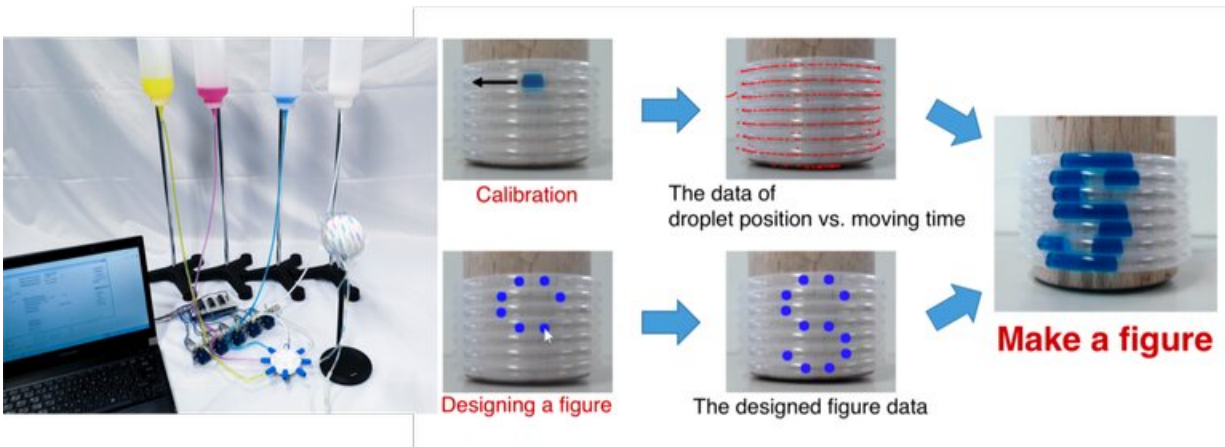 Calibration
The data of
droplet position vs. moving time
Designing a figure
The designed figure data
Make a figure